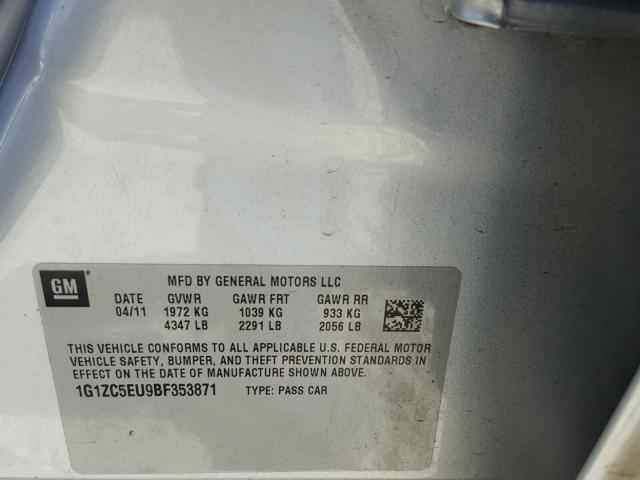 GM
MFD BY GENERAL MOTORS LLC
DATE GVWR GAWR FRT GAWR RR
04/11 1972 KG 1039 KG 933 KG
4347 LB 2291 LB 2056 LB
THIS VEHICLE CONFORMS TO ALL APPLICABLE U.S. FEDERAL MOTOR
VEHICLE SAFETY, BUMPER, AND THEFT PREVENTION STANDARDS IN
EFFECT ON THE DATE OF MANUFACTURE SHOWN ABOVE.
1G1ZC5EU9BF353871 TYPE: PASS CAR